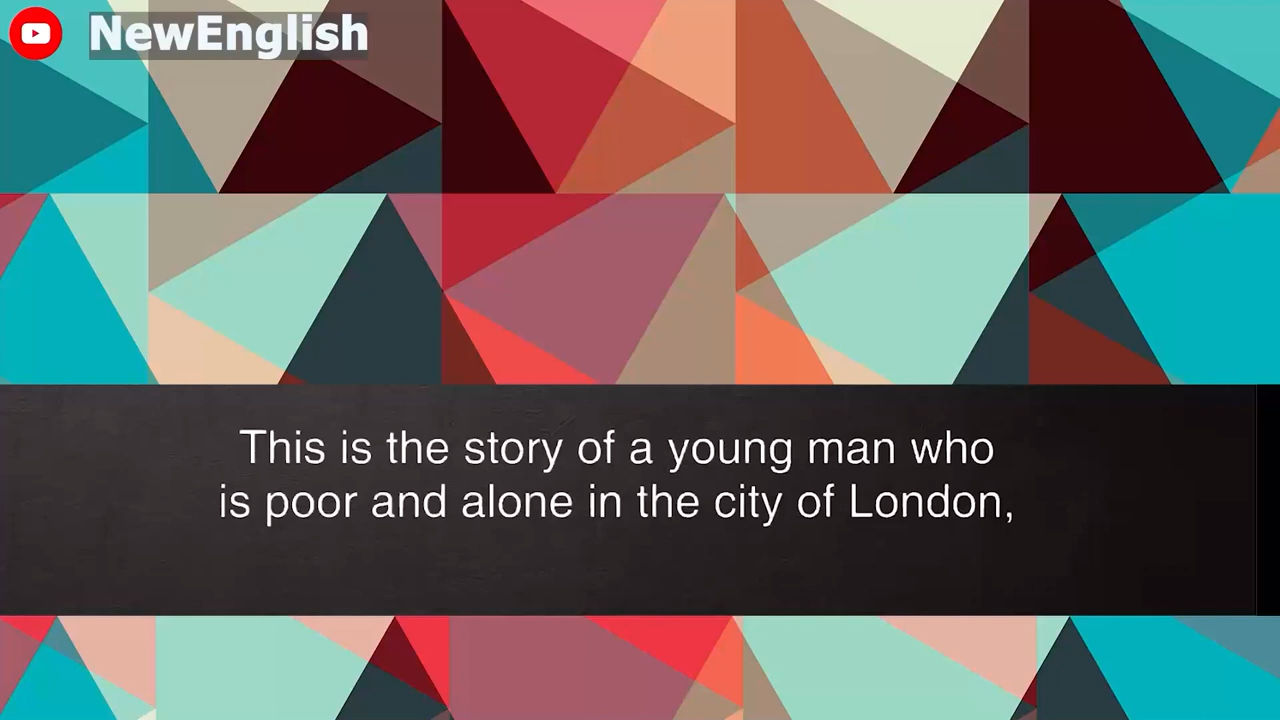 NewEnglish
This is the story of a young man who
is poor and alone in the city of London,